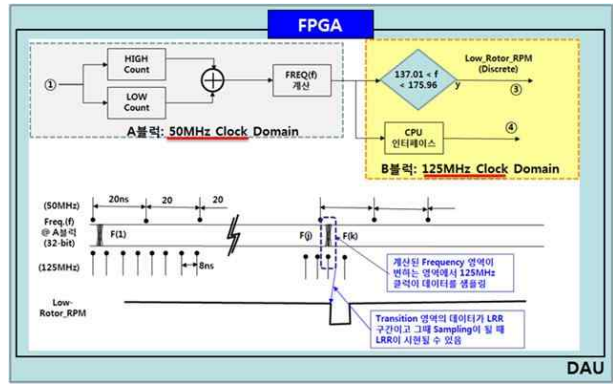 FPGA
①
HIGH
Count
LOW
Count
FREQ(f)
계산
A블럭: 50MHz Clock Domain
137.01 < f
< 175.96
y
Low_Rotor_RPM
(Discrete)
③
CPU
인터페이스
④
B블럭: 125MHz Clock Domain
(50MHz)
20ns
20
20
Freq.(f)
@ A블럭
(32-bit)
F(1)
F(j)
F(k)
(125MHz)
8ns
계산된 Frequency 영역이
변하는 영역에서 125MHz
클럭이 데이터를 샘플링
Low-
Rotor_RPM
Transition 영역의 데이터가 LRR
구간이고 그때 Sampling이 될 때
LRR이 시현될 수 있음
DAU